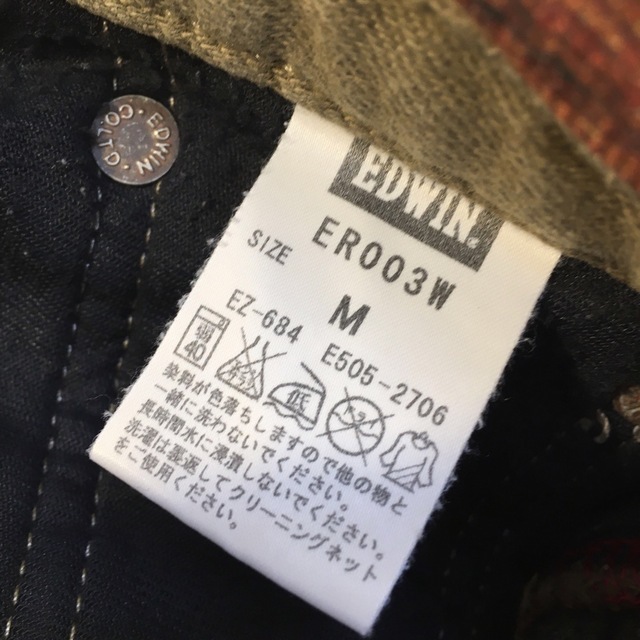 EDWIN.
ER003W
SIZE M
EZ-684 E505-2706
40
染料が色落ちしますので他の物と
一緒に洗わないでください。
長時間水に浸漬しないでください。
洗濯は裏返してクリーニングネット
をご使用ください。
EDWIN · CO LTD ·